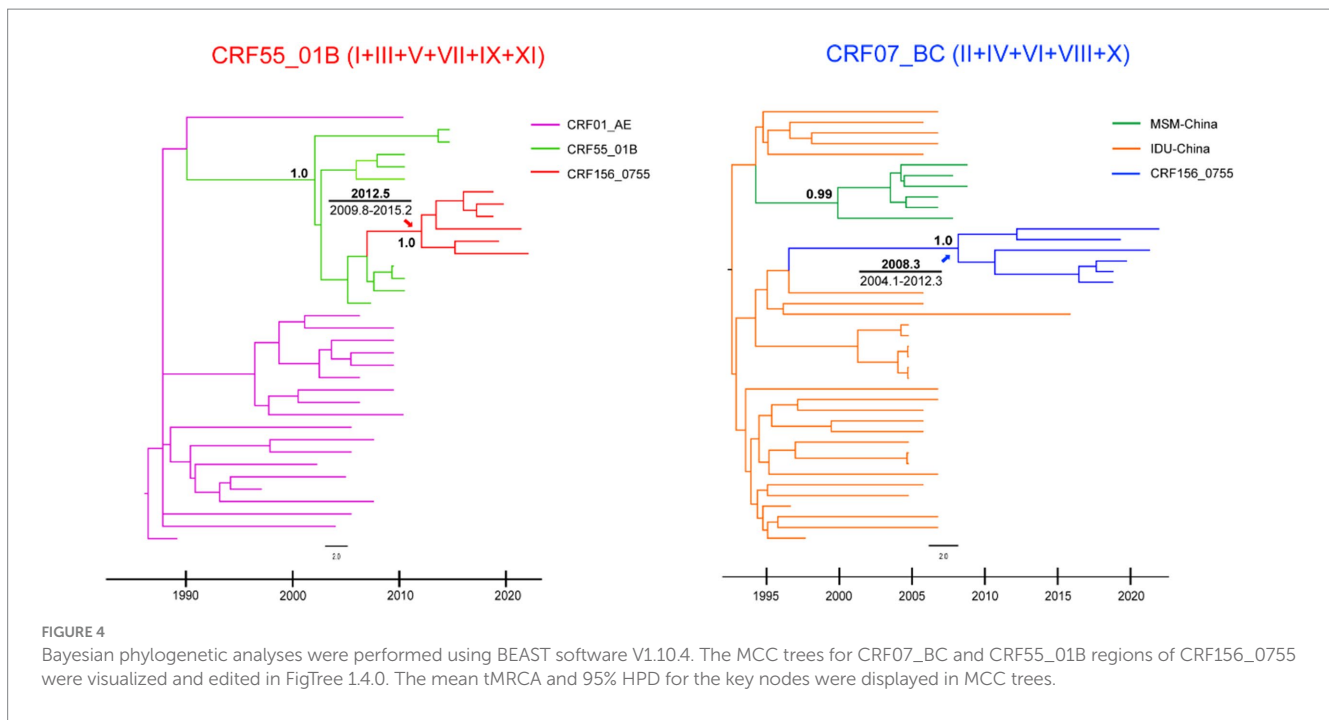 CRF55_01B (I+III+V+VII+IX+XI)
CRF01_AE
CRF55_01B
CRF156_0755
1.0
2012.5
2009.8-2015.2
1.0
2.0
1990
2000
2010
2020
CRF07_BC (II+IV+VI+VIII+X)
MSM-China
IDU-China
CRF156_0755
0.99
1.0
2008.3
2004.1-2012.3
2.0
1995
2000
2005
2010
2015
2020
FIGURE 4
Bayesian phylogenetic analyses were performed using BEAST software V1.10.4. The MCC trees for CRF07_BC and CRF55_01B regions of CRF156_0755
were visualized and edited in FigTree 1.4.0. The mean tMRCA and 95% HPD for the key nodes were displayed in MCC trees.